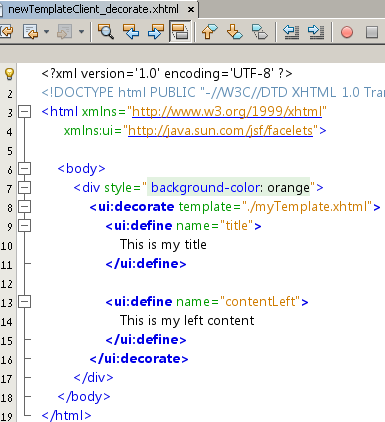 newTemplateClient_decorate.xhtml
<?xml version='1.0' encoding='UTF-8' ?>
2 <!DOCTYPE html PUBLIC "-//W3C//DTD XHTML 1.0 Tran
3 <html xmlns="http://www.w3.org/1999/xhtml"
4 xmlns:ui="http://java.sun.com/jsf/facelets">
5
6 <body>
7 <div style=" background-color: orange">
8 <ui:decorate template="./myTemplate.xhtml">
9 <ui:define name="title">
10 This is my title
11 </ui:define>
12
13 <ui:define name="contentLeft">
14 This is my left content
15 </ui:define>
16 </ui:decorate>
17 </div>
18 </body>
19 </html>